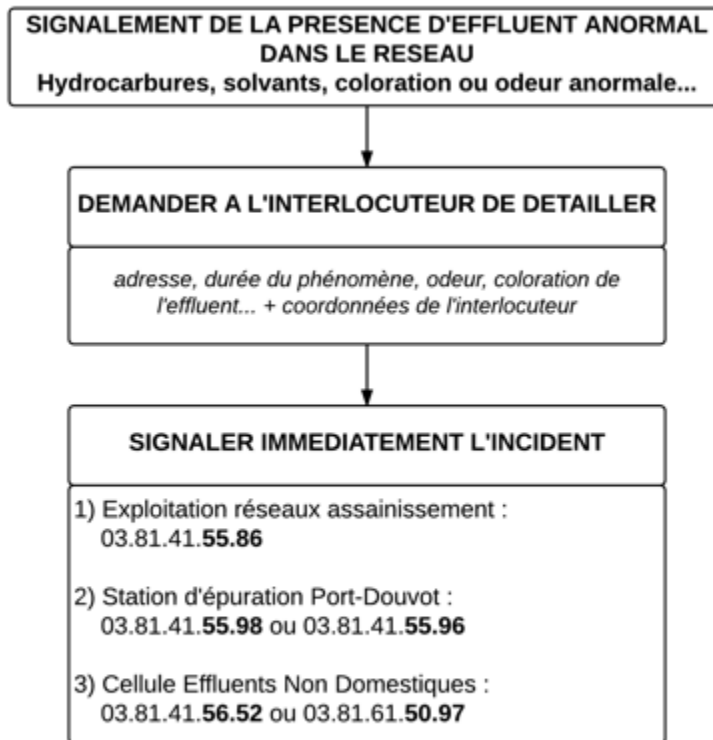 SIGNALEMENT DE LA PRESENCE D'EFFLUENT ANORMAL
DANS LE RESEAU
Hydrocarbures, solvants, coloration ou odeur anormale...
DEMANDER A L'INTERLOCUTEUR DE DETAILLER
adresse, durée du phénomène, odeur, coloration de
l'effluent... + coordonnées de l'interlocuteur
SIGNALER IMMEDIATEMENT L'INCIDENT
1) Exploitation réseaux assainissement :
03.81.41.55.86
2) Station d'épuration Port-Douvot :
03.81.41.55.98 ou 03.81.41.55.96
3) Cellule Effluents Non Domestiques :
03.81.41.56.52 ou 03.81.61.50.97